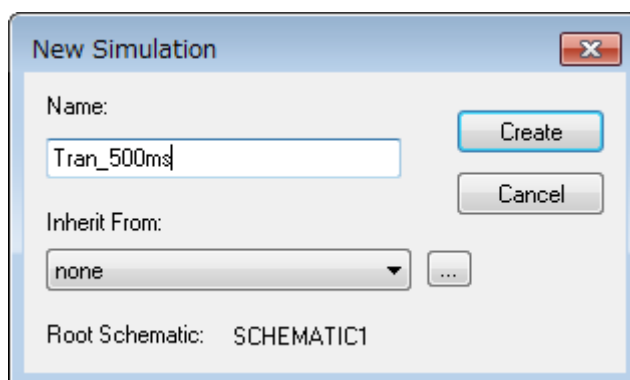 New Simulation
Name:
Create
Tran_500ms
Cancel
Inherit From:
none
...
Root Schematic: SCHEMATIC1